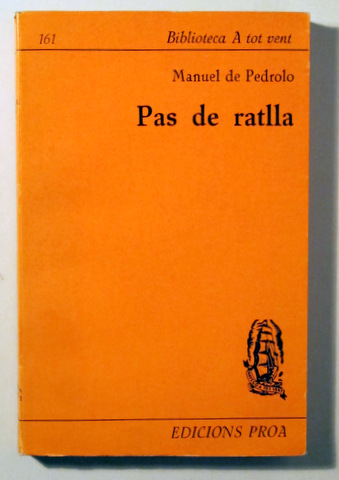 161 Biblioteca A tot vent
Manuel de Pedrolo
Pas de ratlla
EDICIONS PROA